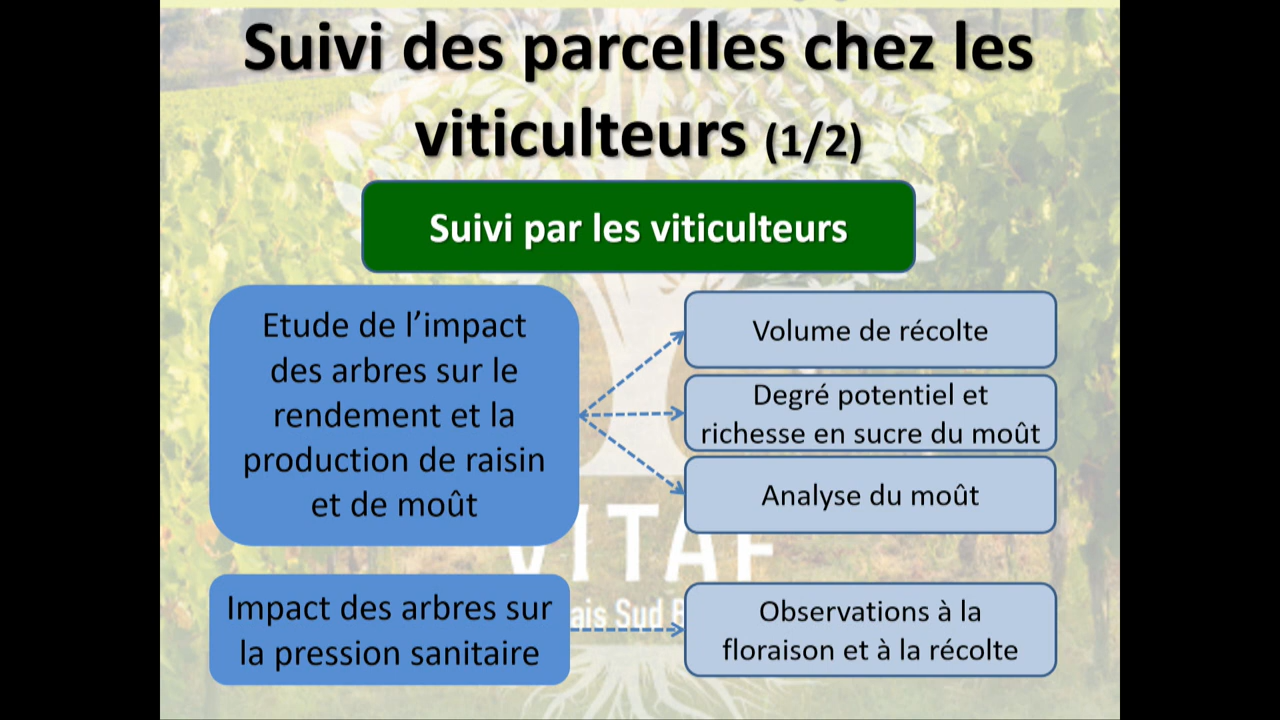 Suivi des parcelles chez les
viticulteurs (1/2)
Suivi par les viticulteurs
Etude de l’impact
des arbres sur le
rendement et la
production de raisin
et de moût
Volume de récolte
Degré potentiel et
richesse en sucre du moût
Analyse du moût
VITAF
Sud
Impact des arbres sur
la pression sanitaire
Observations à la
floraison et à la récolte